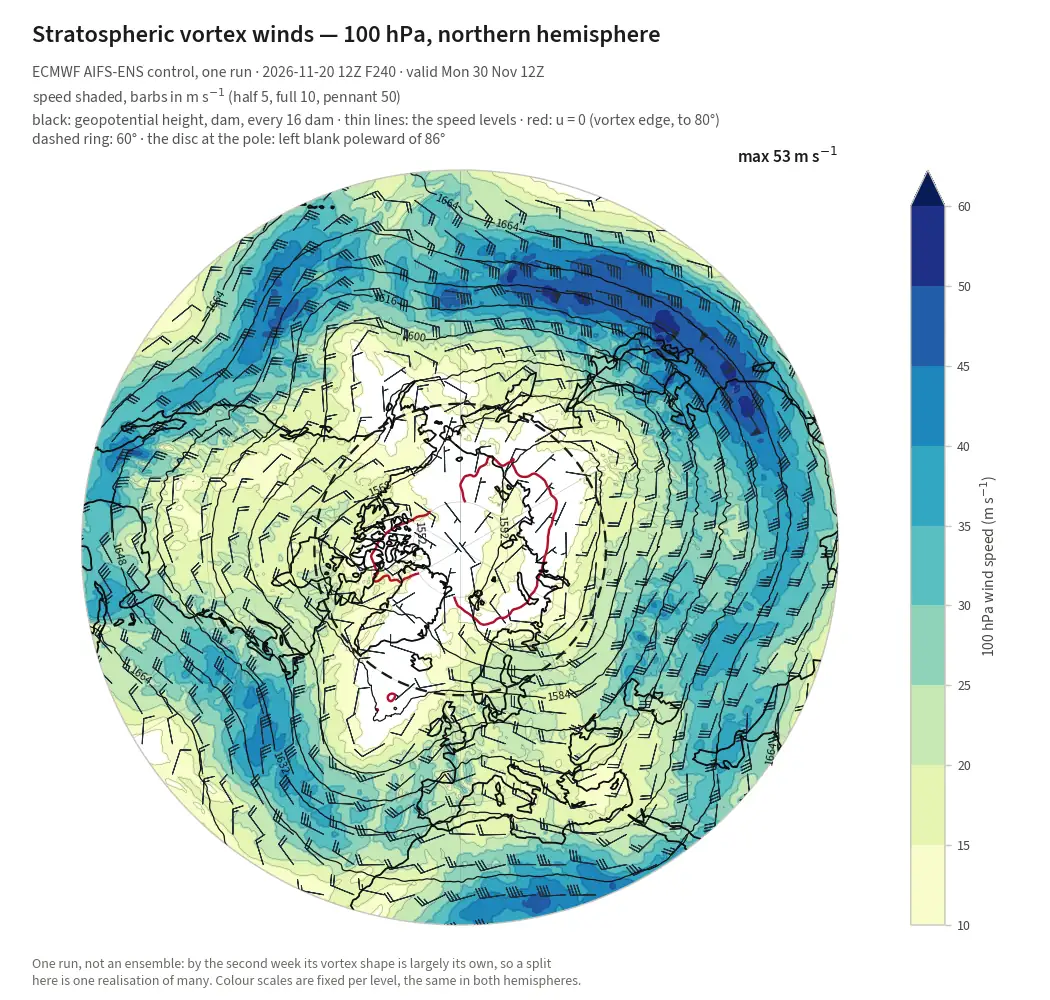 Stratospheric vortex winds — 100 hPa, northern hemisphere
ECMWF AIFS-ENS control, one run · 2026-11-20 12Z F240 · valid Mon 30 Nov 12Z
speed shaded, barbs in m s⁻¹ (half 5, full 10, pennant 50)
black: geopotential height, dam, every 16 dam · thin lines: the speed levels · red: u = 0 (vortex edge, to 80°)
dashed ring: 60° · the disc at the pole: left blank poleward of 86°
max 53 m s⁻¹
1664
1664
1664
1616
1600
1568
1552
1520
1648
1584
1664
1632
1664
60
50
45
40
35
30
25
20
15
10
100 hPa wind speed (m s⁻¹)
One run, not an ensemble: by the second week its vortex shape is largely its own, so a split
here is one realisation of many. Colour scales are fixed per level, the same in both hemispheres.